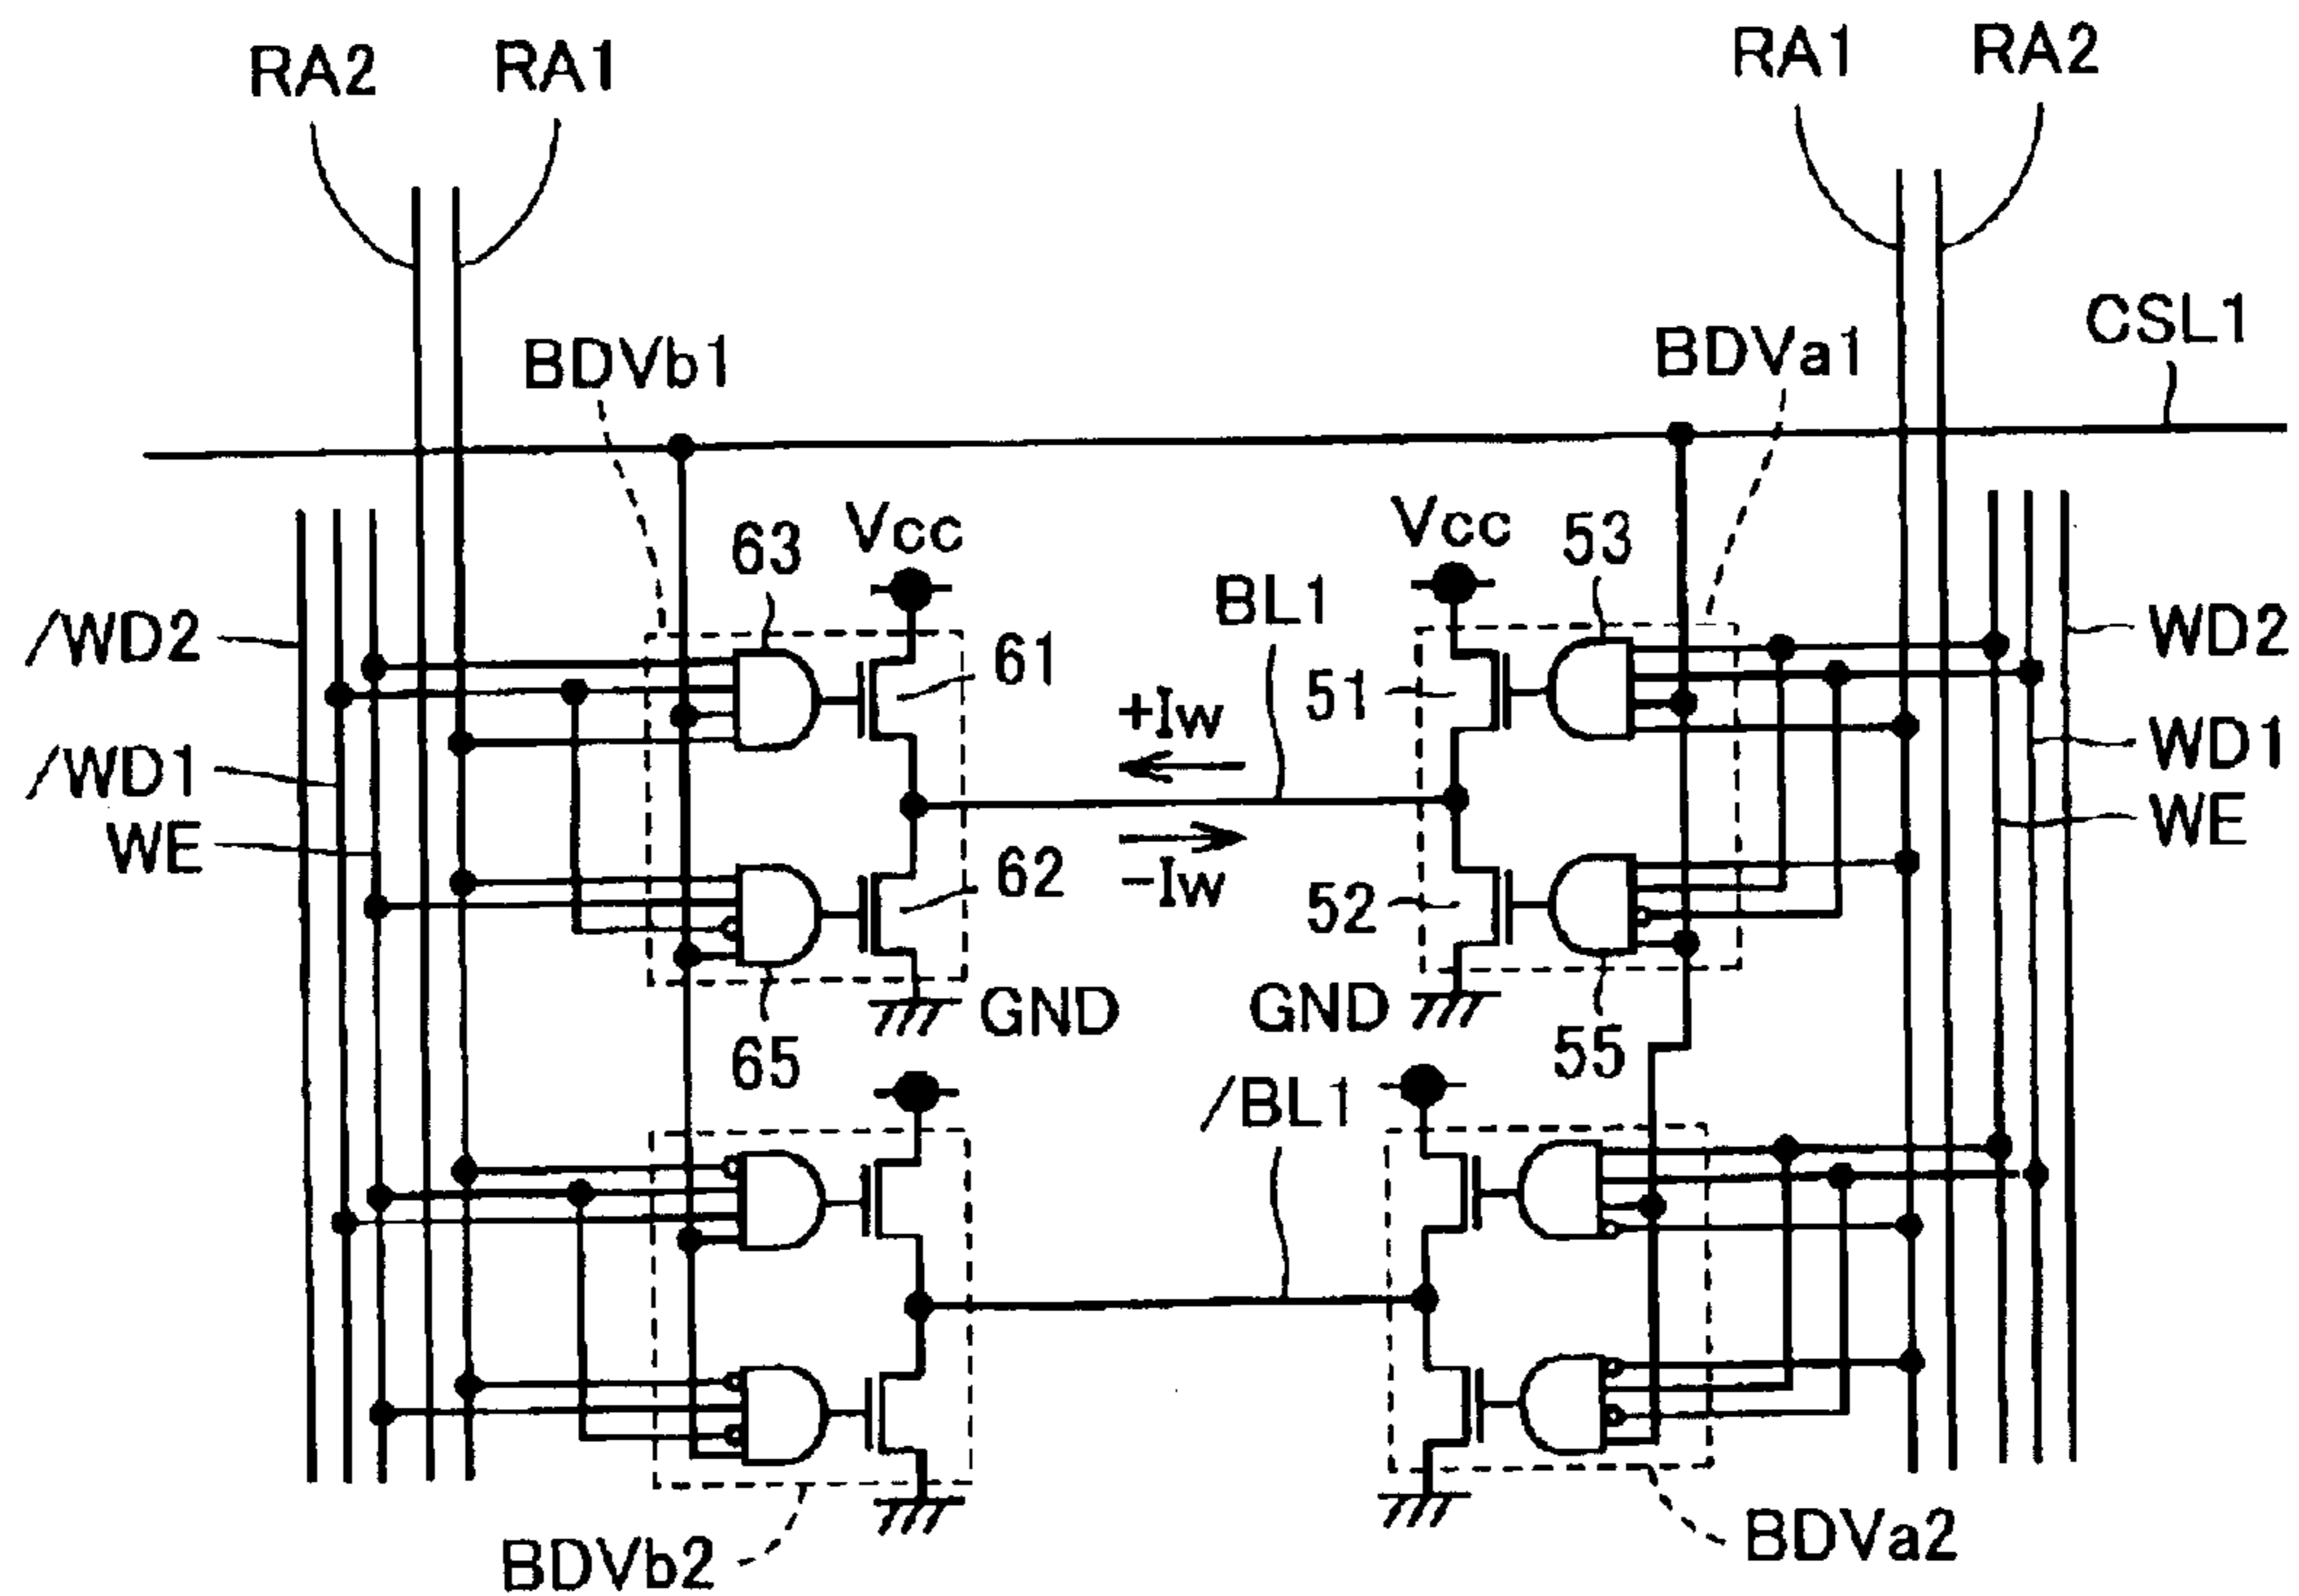 RA2
RA1
RA1
RA2
CSL1
BDVb1
BDVa1
Vcc
Vcc
63
53
BL1
/WD2
WD2
61
51
+Iw
/WD1
WD1
WE
WE
62
52
-Iw
GND
GND
65
55
/BL1
BDVb2
BDVa2